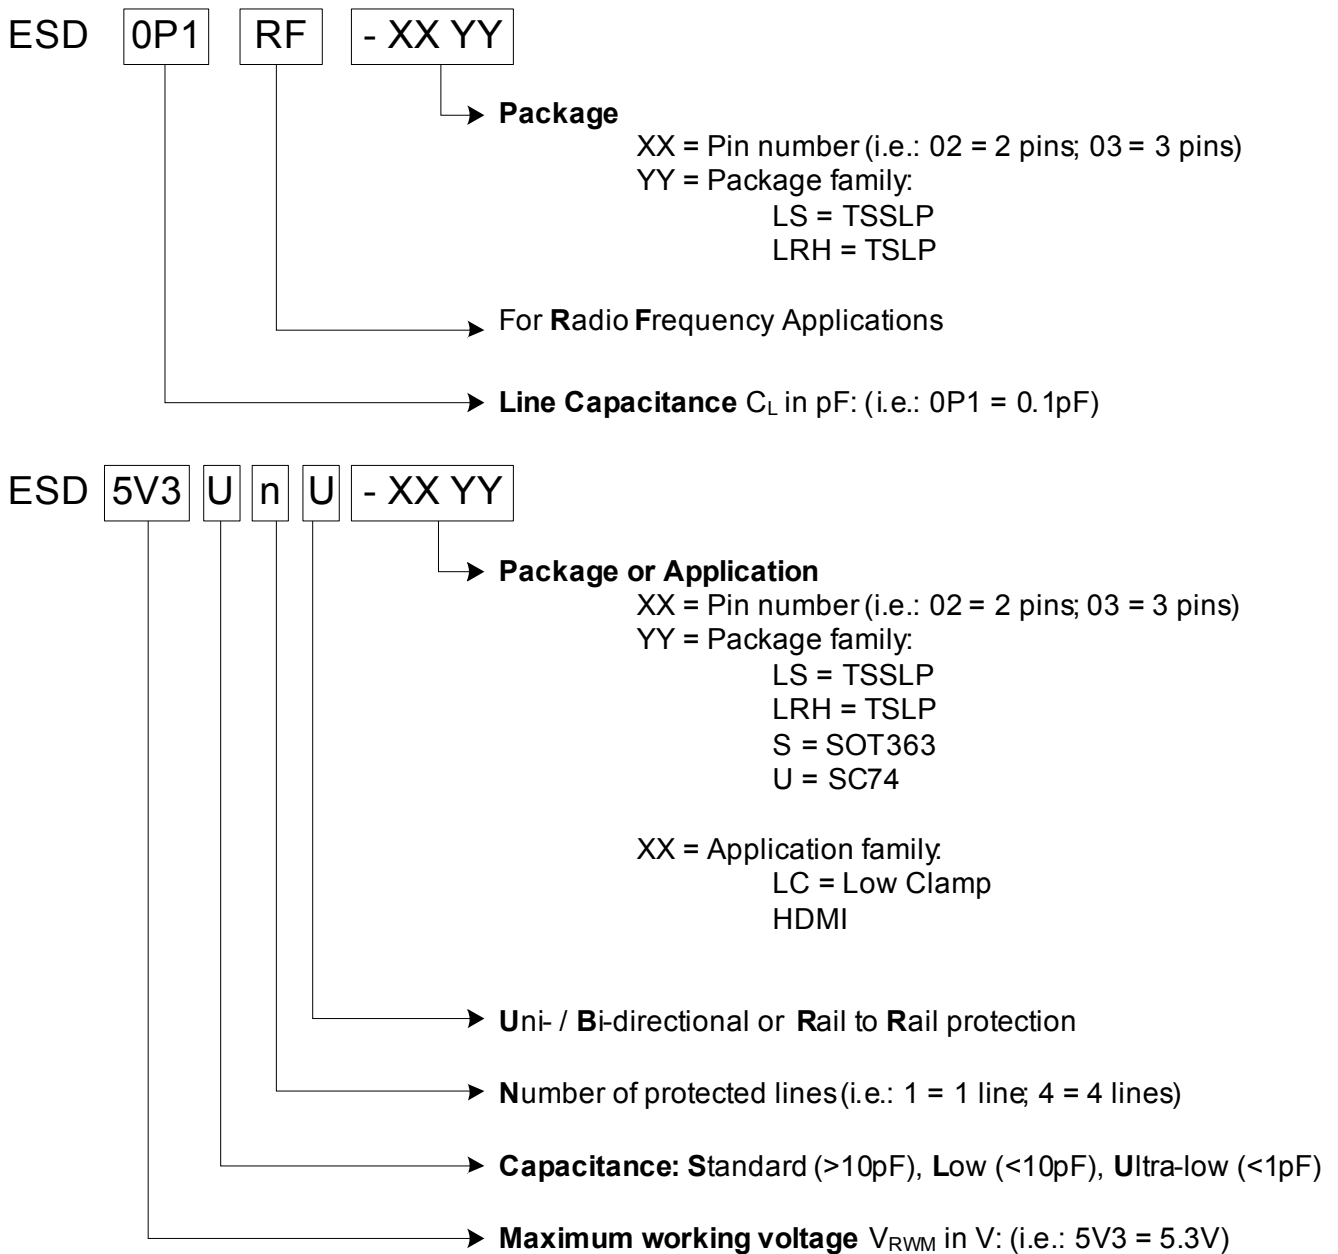 ESD 0P1 RF - XX YY
Package
XX = Pin number (i.e.: 02 = 2 pins; 03 = 3 pins)
YY = Package family:
LS = TSSLP
LRH = TSLP
For Radio Frequency Applications
Line Capacitance CL in pF: (i.e.: 0P1 = 0.1pF)
ESD 5V3 U n U - XX YY
Package or Application
XX = Pin number (i.e.: 02 = 2 pins; 03 = 3 pins)
YY = Package family:
LS = TSSLP
LRH = TSLP
S = SOT363
U = SC74
XX = Application family:
LC = Low Clamp
HDMI
Uni- / Bi-directional or Rail to Rail protection
Number of protected lines (i.e.: 1 = 1 line; 4 = 4 lines)
Capacitance: Standard (>10pF), Low (<10pF), Ultra-low (<1pF)
Maximum working voltage VRWM in V: (i.e.: 5V3 = 5.3V)